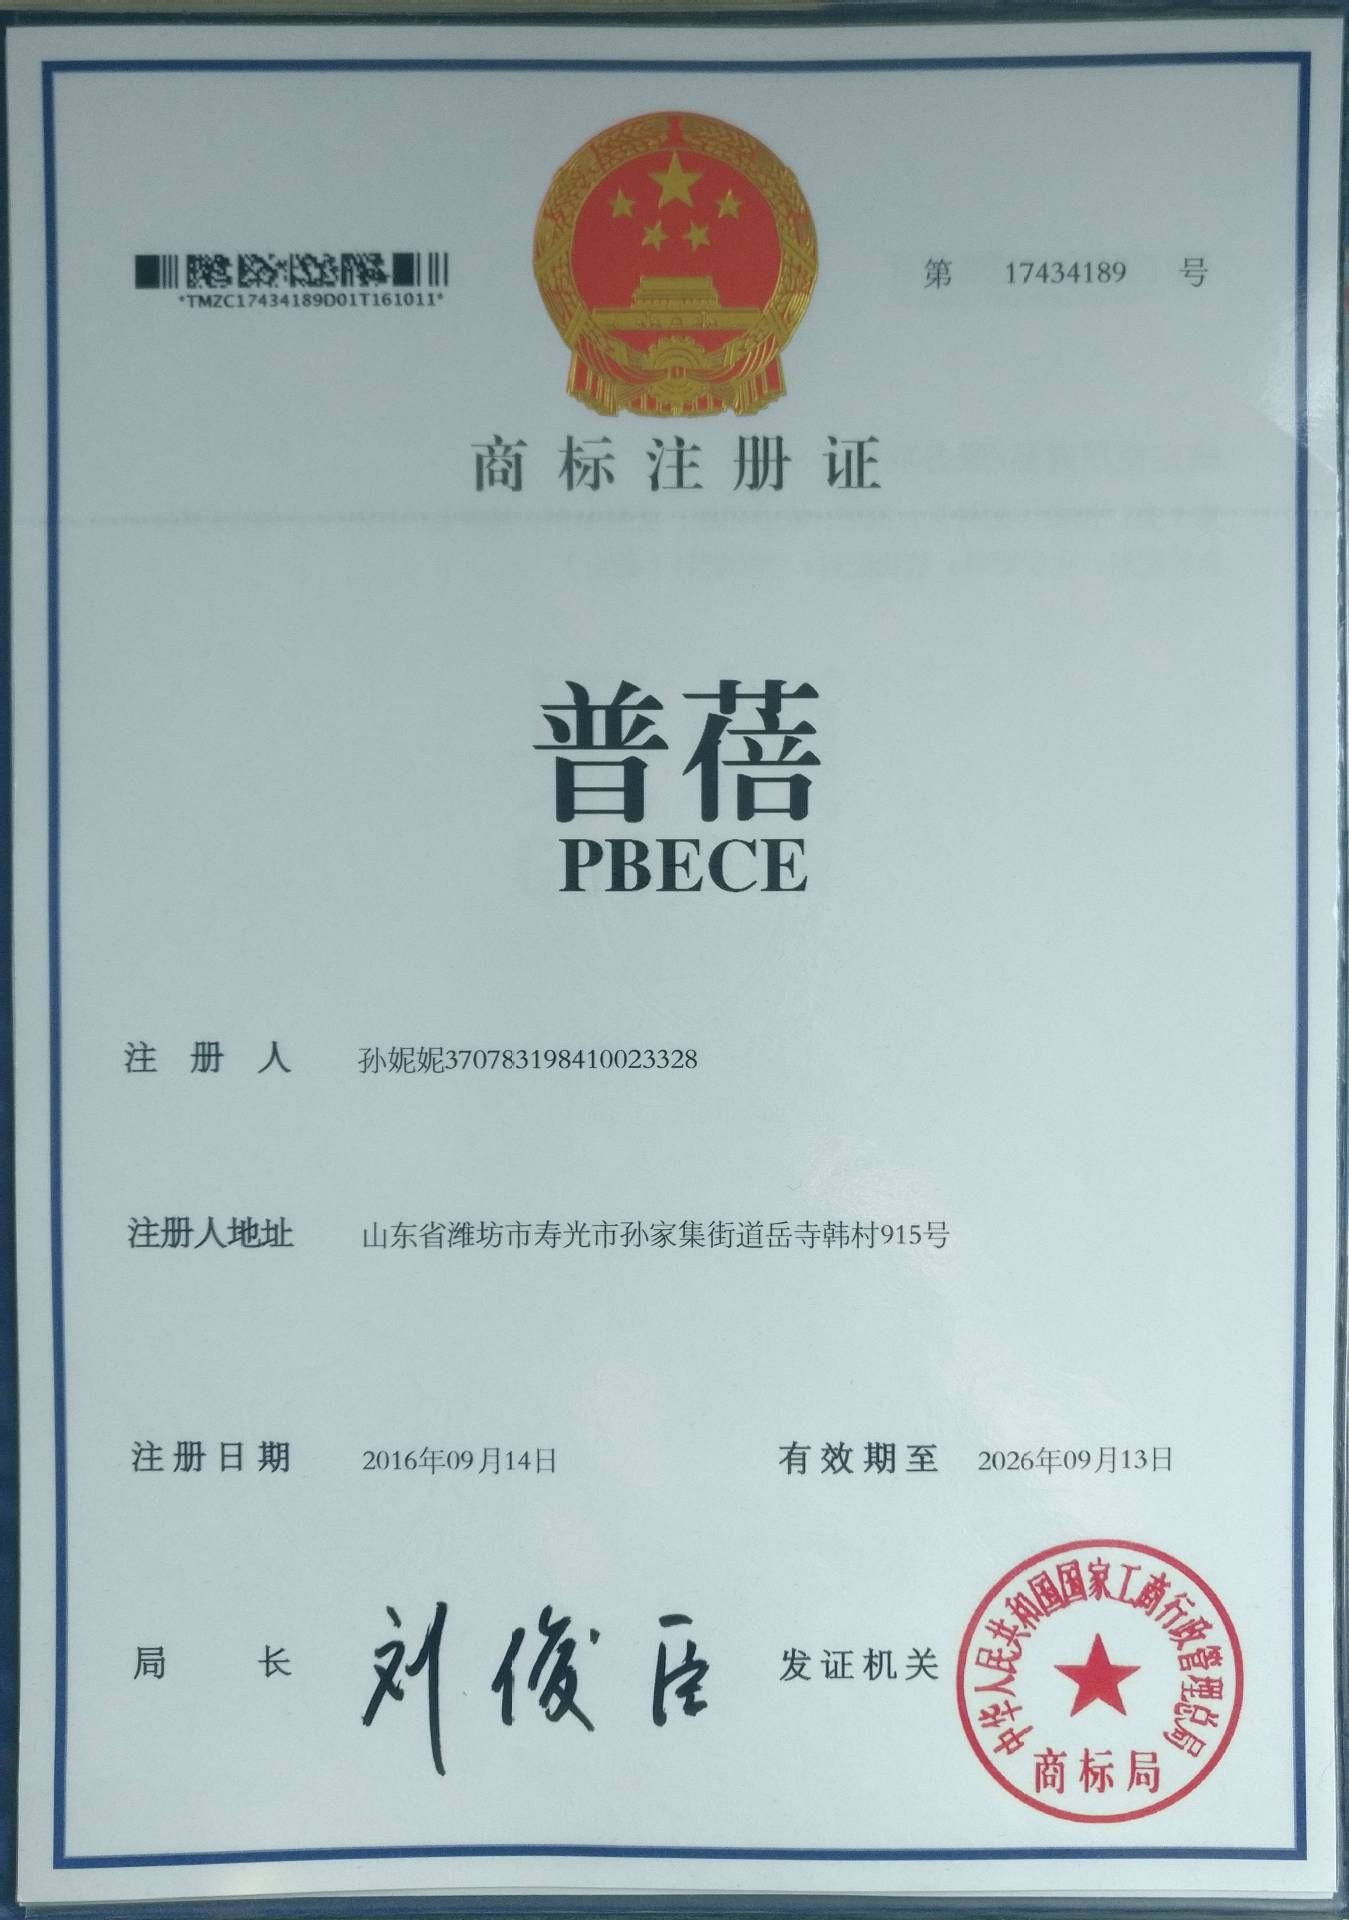 *TMZC17434189D01T161011*
第 17434189 号
商标注册证
普蓓
PBECE
注册人 孙妮妮370783198410023328
注册人地址 山东省潍坊市寿光市孙家集街道岳寺韩村915号
注册日期 2016年09月14日 有效期至 2026年09月13日
局长 刘俊臣 发证机关
中华人民共和国国家工商行政管理总局
商标局